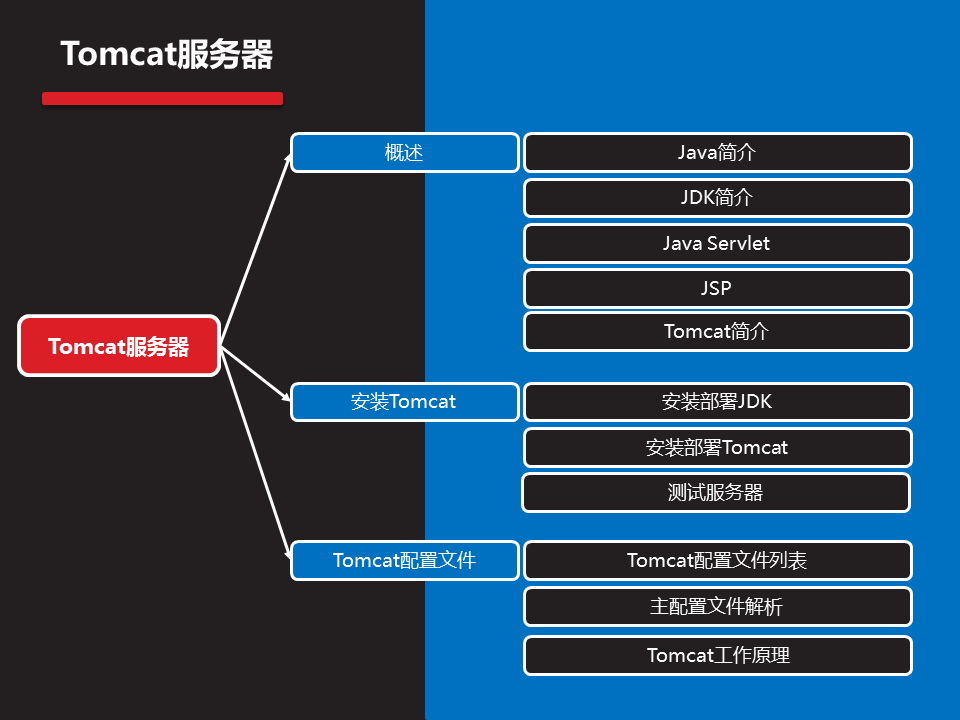 Tomcat服务器
概述
Java简介
JDK简介
Java Servlet
JSP
Tomcat简介
Tomcat服务器
安装Tomcat
安装部署JDK
安装部署Tomcat
测试服务器
Tomcat配置文件
Tomcat配置文件列表
主配置文件解析
Tomcat工作原理